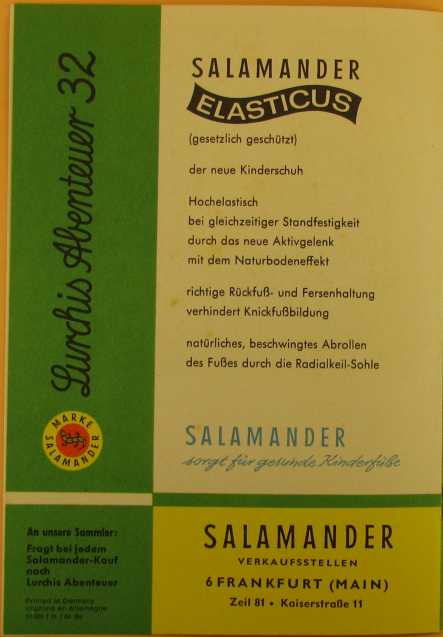 Lurchis Abenteuer 32
MARKE
SALAMANDER
SALAMANDER
ELASTICUS
(gesetzlich geschützt)
der neue Kinderschuh
Hochelastisch
bei gleichzeitiger Standfestigkeit
durch das neue Aktivgelenk
mit dem Naturbodeneffekt
richtige Rückfuß- und Fersenhaltung
verhindert Knickfußbildung
natürliches, beschwingtes Abrollen
des Fußes durch die Radialkeil-Sohle
SALAMANDER
sorgt für gesunde Kinderfüße
An unsere Sammler:
Fragt bei jedem
Salamander-Kauf
nach
Lurchis Abenteuer
Printed in Germany
Imprimé en Allemagne
SALAMANDER
VERKAUFSSTELLEN
6 FRANKFURT (MAIN)
Zeil 81 • Kaiserstraße 11